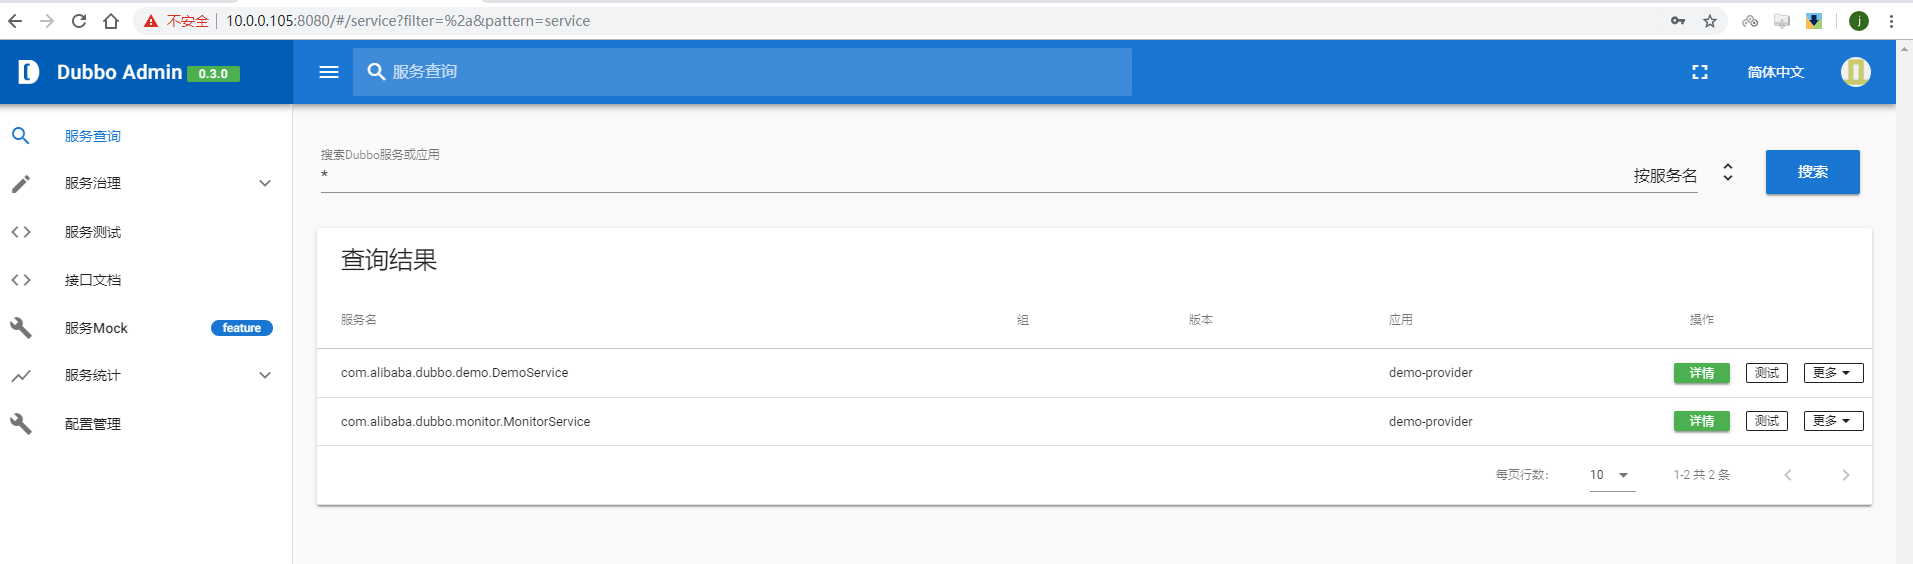 不安全 10.0.0.105:8080/#/service?filter=%2a&pattern=service j
Dubbo Admin 0.3.0 服务查询 简体中文
服务查询
服务治理
服务测试
接口文档
服务Mock feature
服务统计
配置管理
搜索Dubbo服务或应用
* 按服务名 搜索
查询结果
服务名 组 版本 应用 操作
com.alibaba.dubbo.demo.DemoService demo-provider 详情 测试 更多
com.alibaba.dubbo.monitor.MonitorService demo-provider 详情 测试 更多
每页行数: 10 1-2 共 2 条